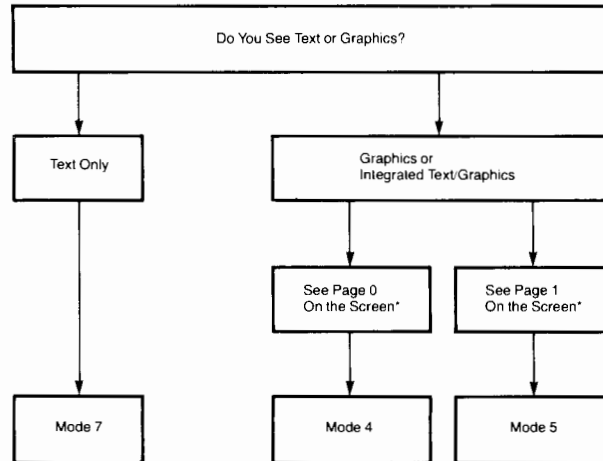 Do You See Text or Graphics?
Text Only
Graphics or
Integrated Text/Graphics
See Page 0
On the Screen*
See Page 1
On the Screen*
Mode 7
Mode 4
Mode 5